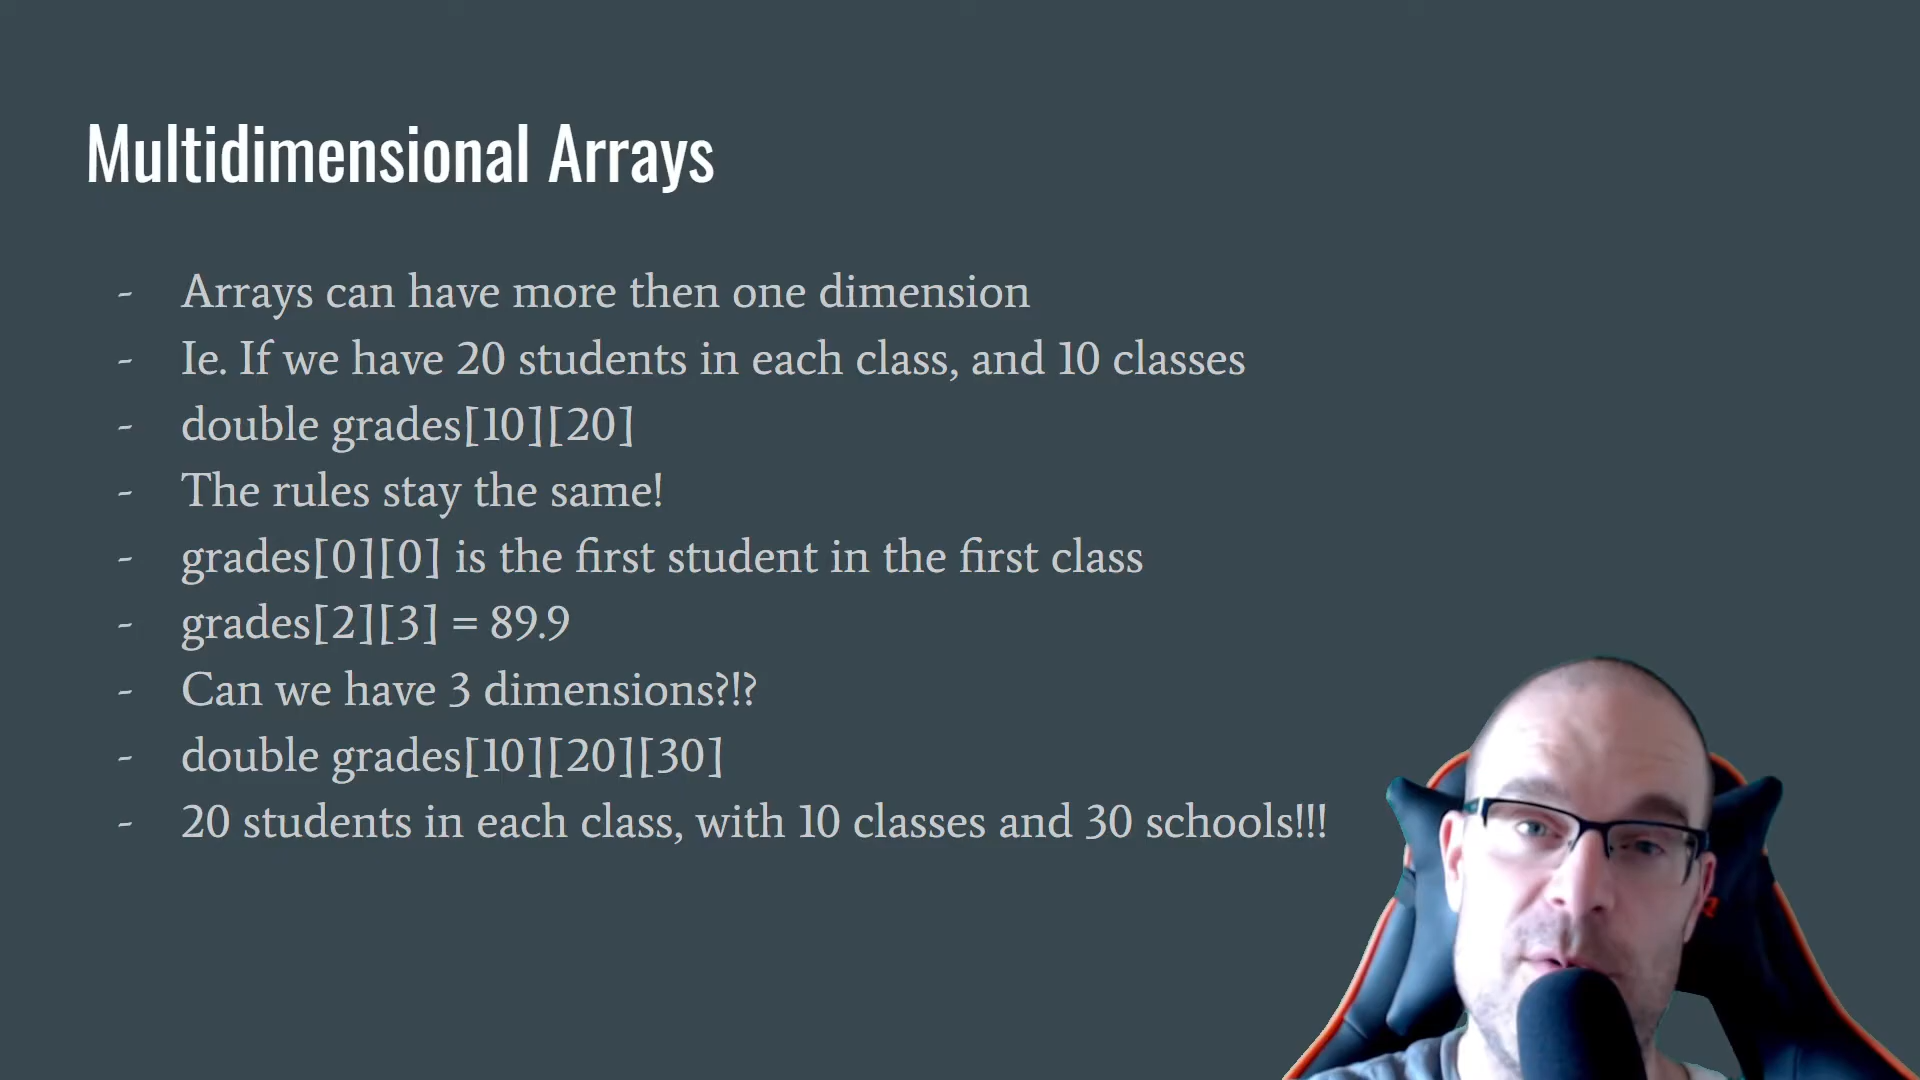 Multidimensional Arrays
- Arrays can have more then one dimension
- Ie. If we have 20 students in each class, and 10 classes
- double grades[10][20]
- The rules stay the same!
- grades[0][0] is the first student in the first class
- grades[2][3] = 89.9
- Can we have 3 dimensions?!?
- double grades[10][20][30]
- 20 students in each class, with 10 classes and 30 schools!!!